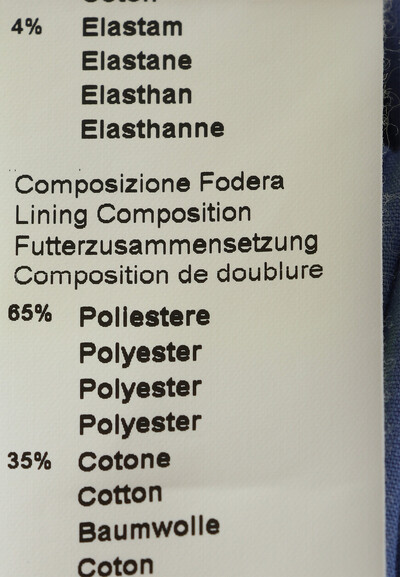 Coton
4% Elastam
Elastane
Elasthan
Elasthanne
Composizione Fodera
Lining Composition
Futterzusammensetzung
Composition de doublure
65% Poliestere
Polyester
Polyester
Polyester
35% Cotone
Cotton
Baumwolle
Coton